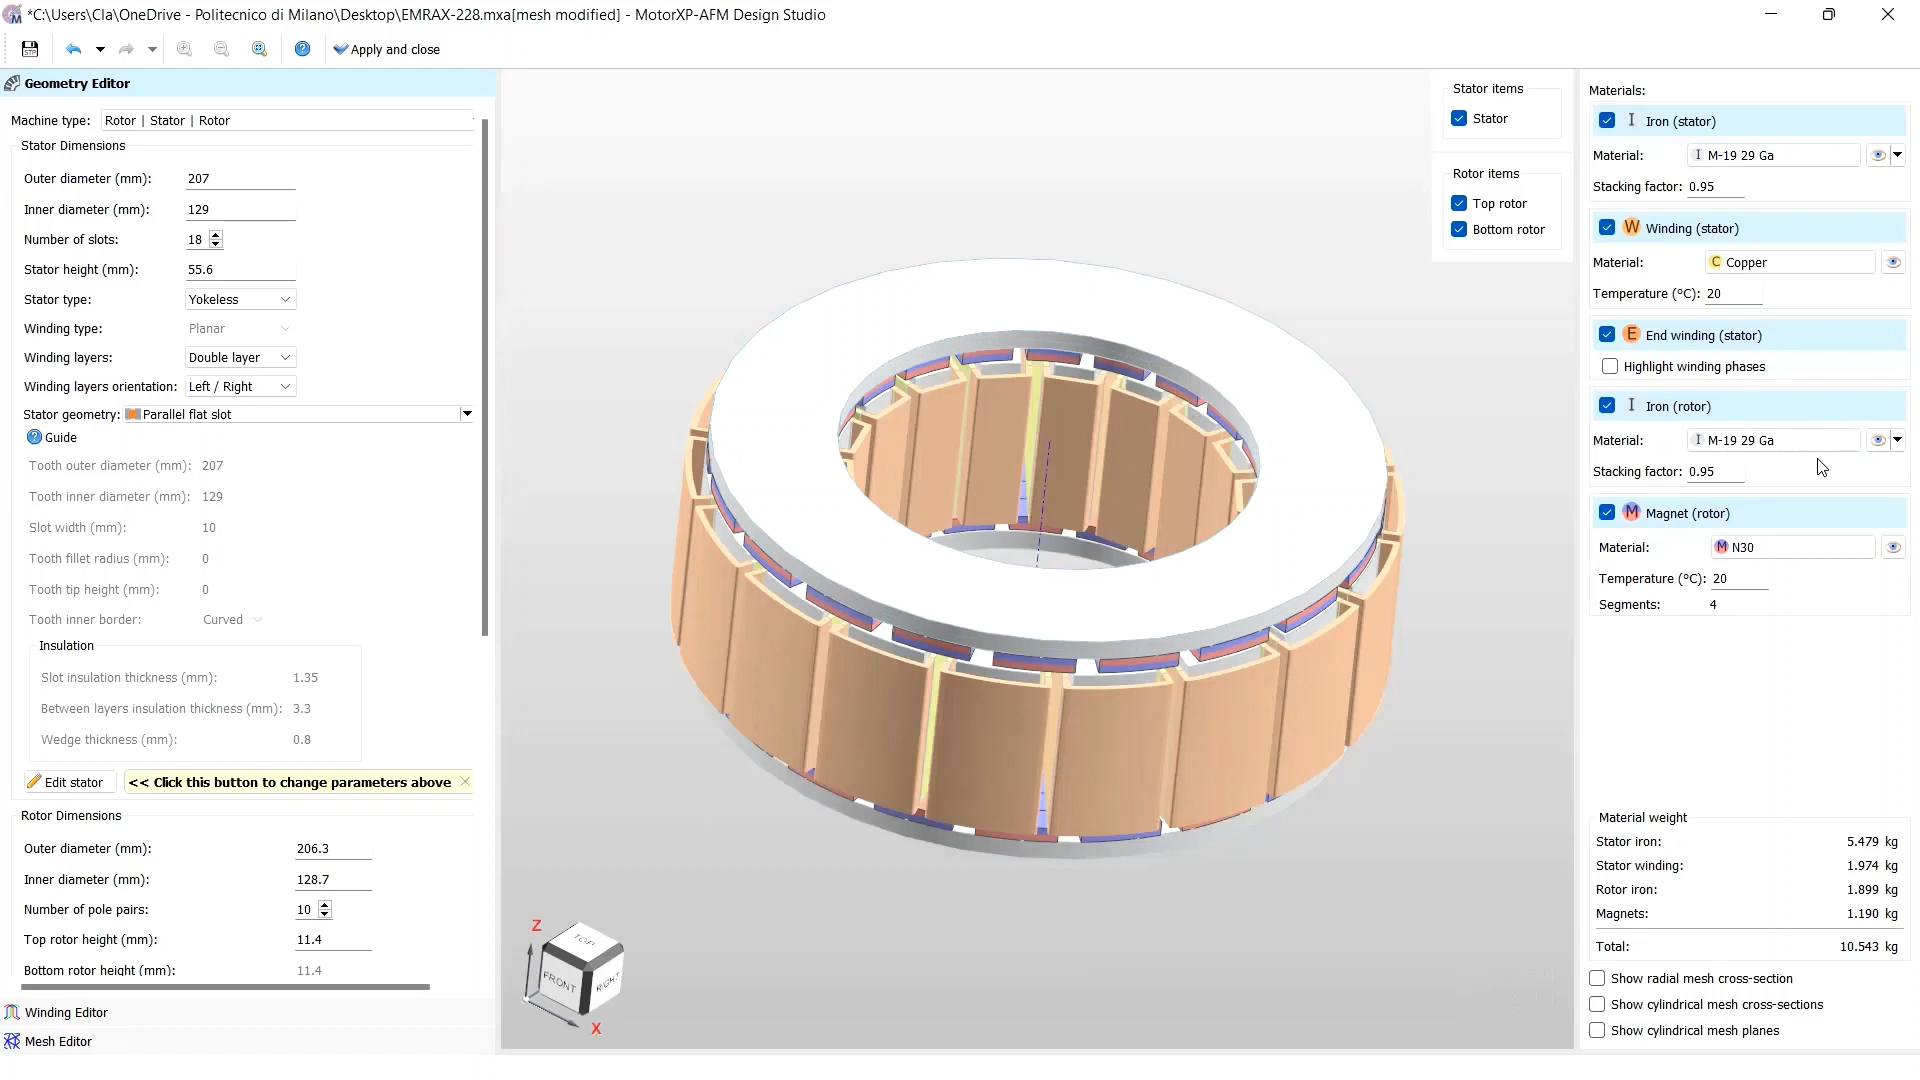 *C:\Users\Cla\OneDrive - Politecnico di Milano\Desktop\EMRAX-228.mxa[mesh modified] - MotorXP-AFM Design Studio
Apply and close
Geometry Editor
Machine type: Rotor | Stator | Rotor
Stator Dimensions
Outer diameter (mm): 207
Inner diameter (mm): 129
Number of slots: 18
Stator height (mm): 55.6
Stator type: Yokeless
Winding type: Planar
Winding layers: Double layer
Winding layers orientation: Left / Right
Stator geometry: Parallel flat slot
Guide
Tooth outer diameter (mm): 207
Tooth inner diameter (mm): 129
Slot width (mm): 10
Tooth fillet radius (mm): 0
Tooth tip height (mm): 0
Tooth inner border: Curved
Insulation
Slot insulation thickness (mm): 1.35
Between layers insulation thickness (mm): 3.3
Wedge thickness (mm): 0.8
Edit stator << Click this button to change parameters above
Rotor Dimensions
Outer diameter (mm): 206.3
Inner diameter (mm): 128.7
Number of pole pairs: 10
Top rotor height (mm): 11.4
Bottom rotor height (mm): 11.4
Winding Editor
Mesh Editor
Z
TOP
FRONT
RIGHT
X
Stator items
Stator
Rotor items
Top rotor
Bottom rotor
Materials:
I Iron (stator)
Material: I M-19 29 Ga
Stacking factor: 0.95
W Winding (stator)
Material: C Copper
Temperature (ºC): 20
E End winding (stator)
Highlight winding phases
I Iron (rotor)
Material: I M-19 29 Ga
Stacking factor: 0.95
M Magnet (rotor)
Material: M N30
Temperature (ºC): 20
Segments: 4
Material weight
Stator iron: 5.479 kg
Stator winding: 1.974 kg
Rotor iron: 1.899 kg
Magnets: 1.190 kg
Total: 10.543 kg
Show radial mesh cross-section
Show cylindrical mesh cross-sections
Show cylindrical mesh planes